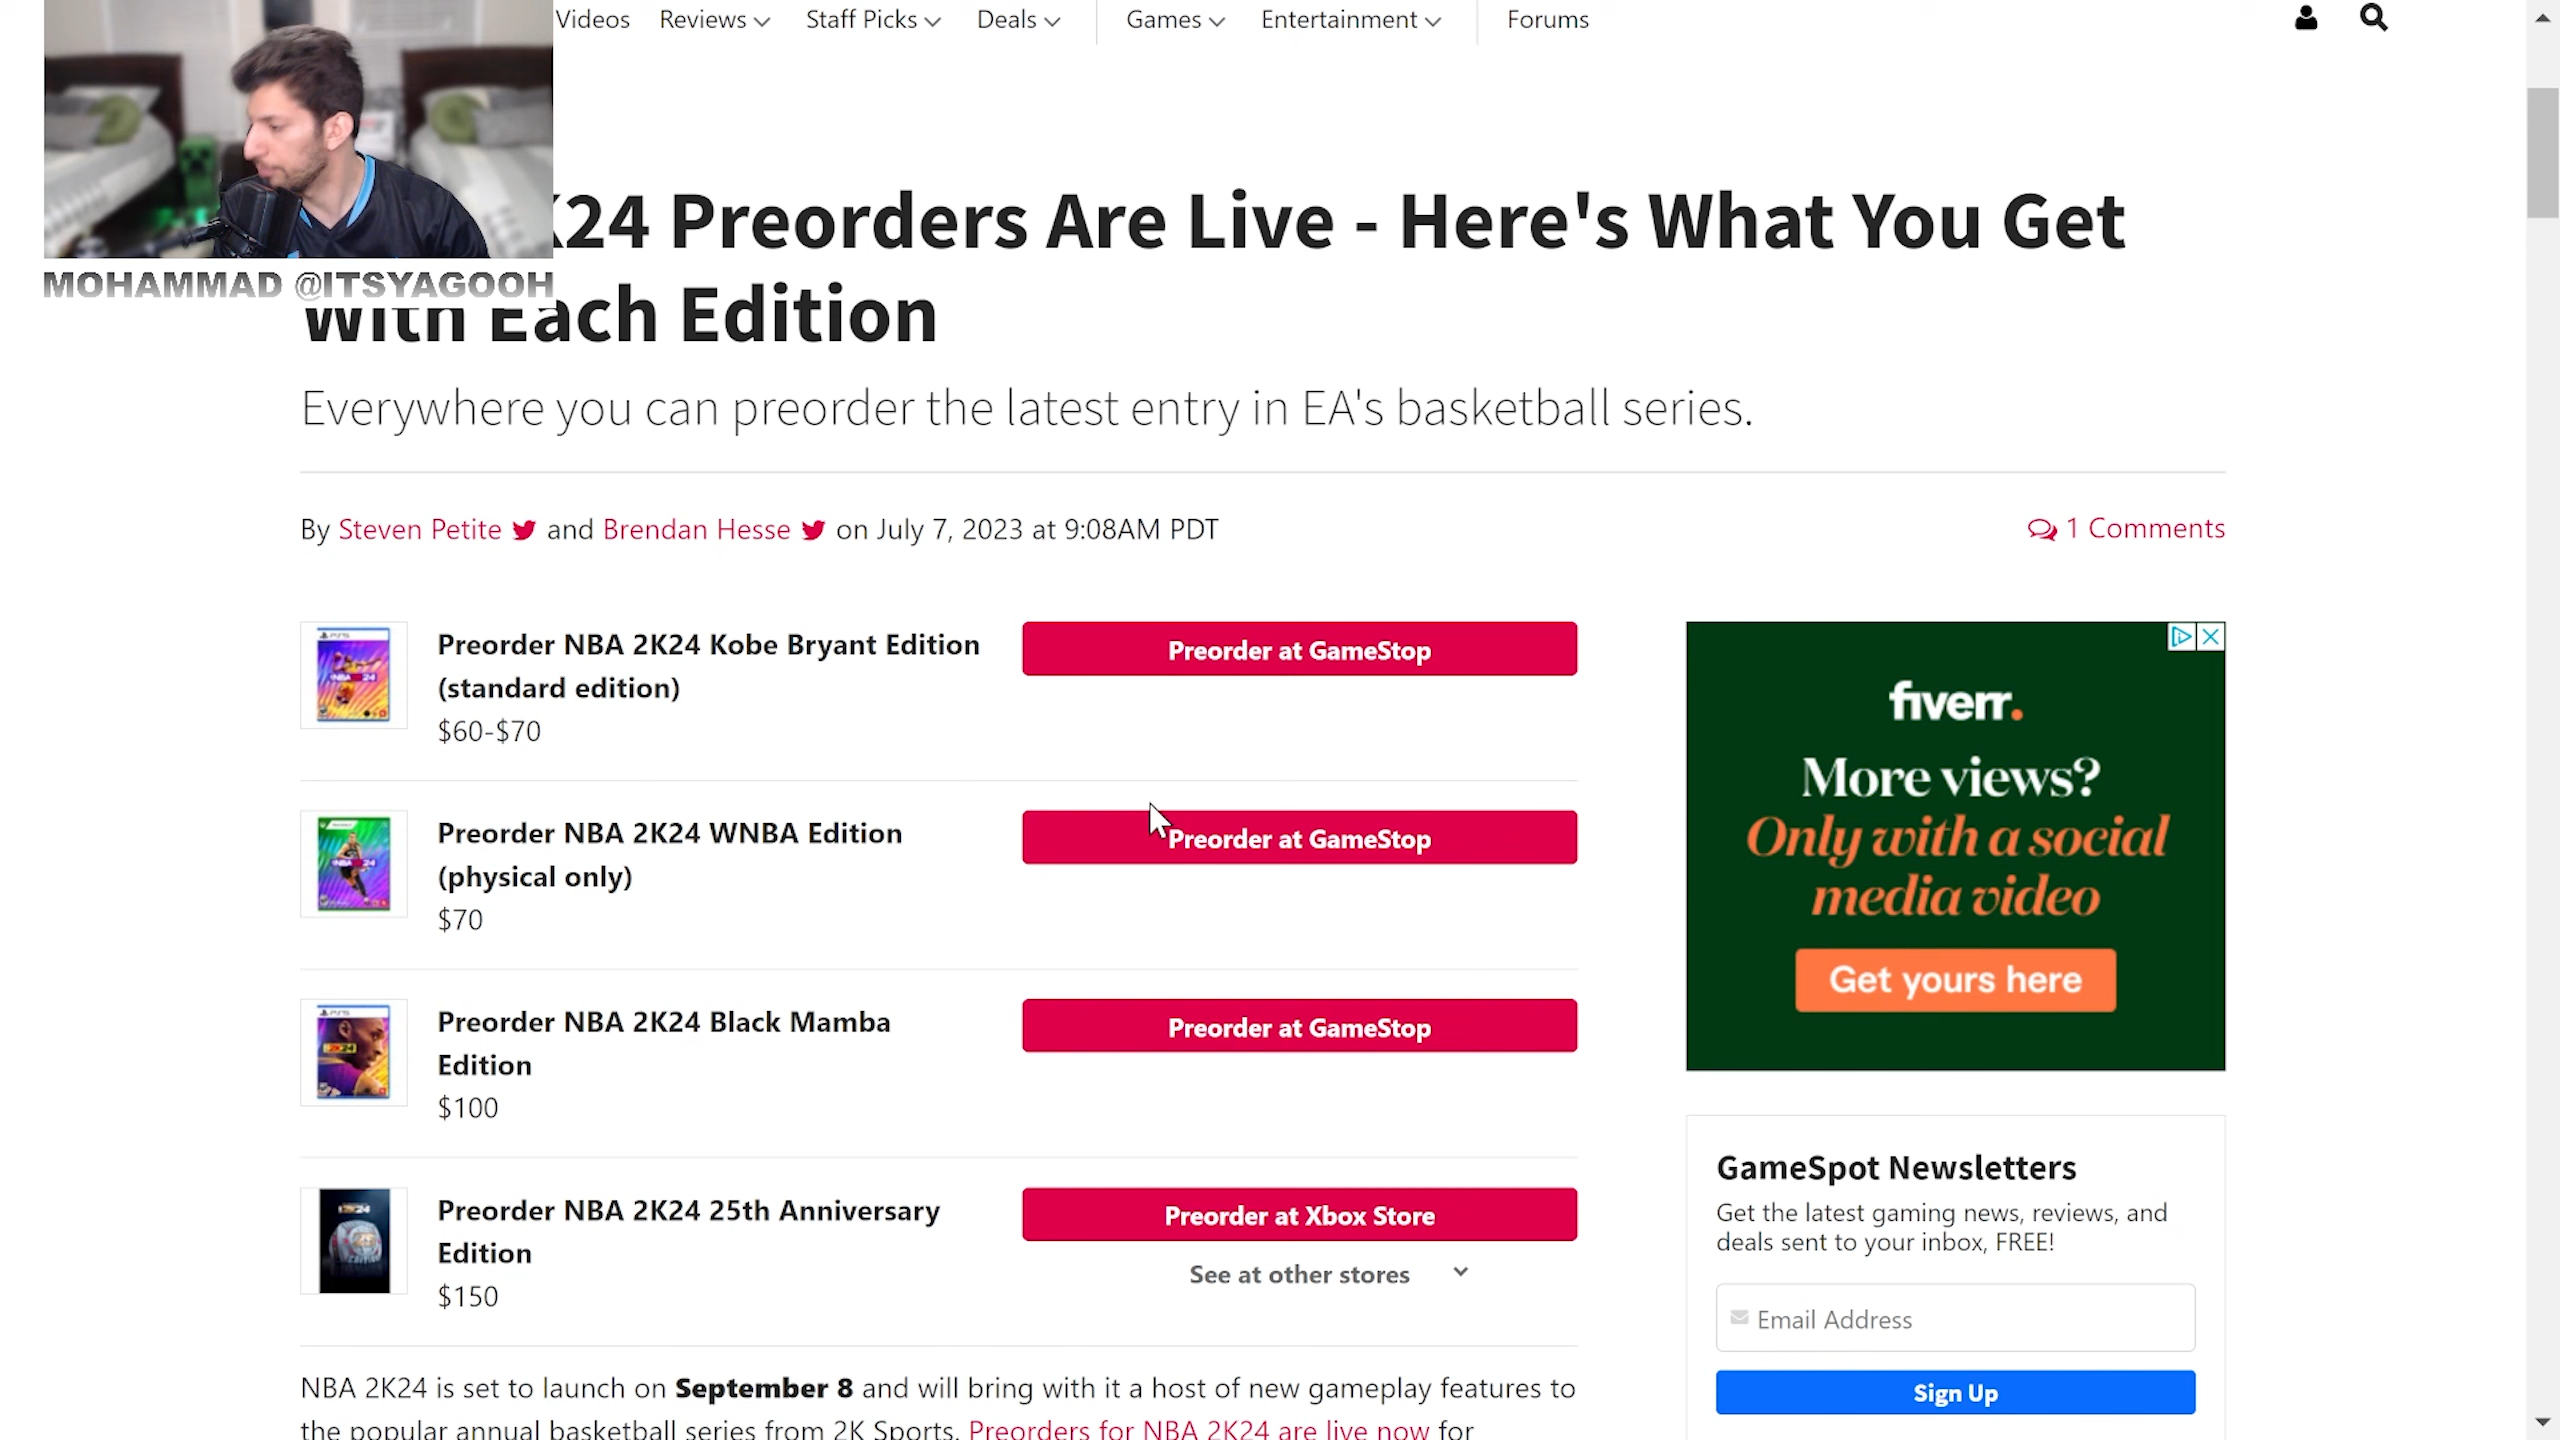 Videos Reviews Staff Picks Deals Games Entertainment Forums
MOHAMMAD @ITSYAGOOH
K24 Preorders Are Live - Here's What You Get
With Each Edition
Everywhere you can preorder the latest entry in EA's basketball series.
By Steven Petite and Brendan Hesse on July 7, 2023 at 9:08AM PDT
1 Comments
Preorder NBA 2K24 Kobe Bryant Edition
(standard edition)
$60-$70
Preorder at GameStop
Preorder NBA 2K24 WNBA Edition
(physical only)
$70
Preorder at GameStop
Preorder NBA 2K24 Black Mamba
Edition
$100
Preorder at GameStop
Preorder NBA 2K24 25th Anniversary
Edition
$150
Preorder at Xbox Store
See at other stores
NBA 2K24 is set to launch on September 8 and will bring with it a host of new gameplay features to
the popular annual basketball series from 2K Sports. Preorders for NBA 2K24 are live now for
fiverr.
More views?
Only with a social
media video
Get yours here
GameSpot Newsletters
Get the latest gaming news, reviews, and
deals sent to your inbox, FREE!
Email Address
Sign Up